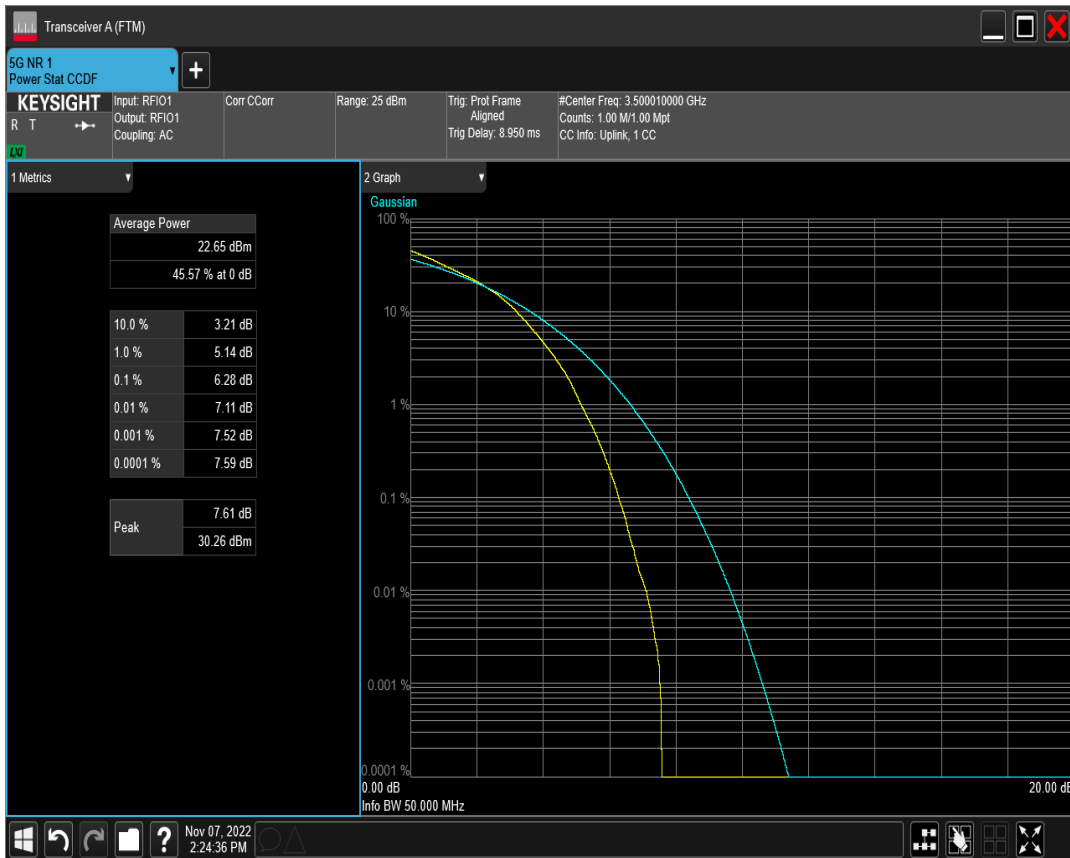 Transceiver A (FTM)
5G NR 1
Power Stat CCDF
+
KEYSIGHT
R T
LXI
Input: RFIO1
Output: RFIO1
Coupling: AC
Corr CCorr
Range: 25 dBm
Trig: Prot Frame
Aligned
Trig Delay: 8.950 ms
#Center Freq: 3.500010000 GHz
Counts: 1.00 M/1.00 Mpt
CC Info: Uplink, 1 CC
1 Metrics
Average Power
22.65 dBm
45.57 % at 0 dB
10.0 % 3.21 dB
1.0 % 5.14 dB
0.1 % 6.28 dB
0.01 % 7.11 dB
0.001 % 7.52 dB
0.0001 % 7.59 dB
Peak
7.61 dB
30.26 dBm
2 Graph
Gaussian
100 %
10 %
1 %
0.1 %
0.01 %
0.001 %
0.0001 %
0.00 dB
20.00 dB
Info BW 50.000 MHz
?
Nov 07, 2022
2:24:36 PM